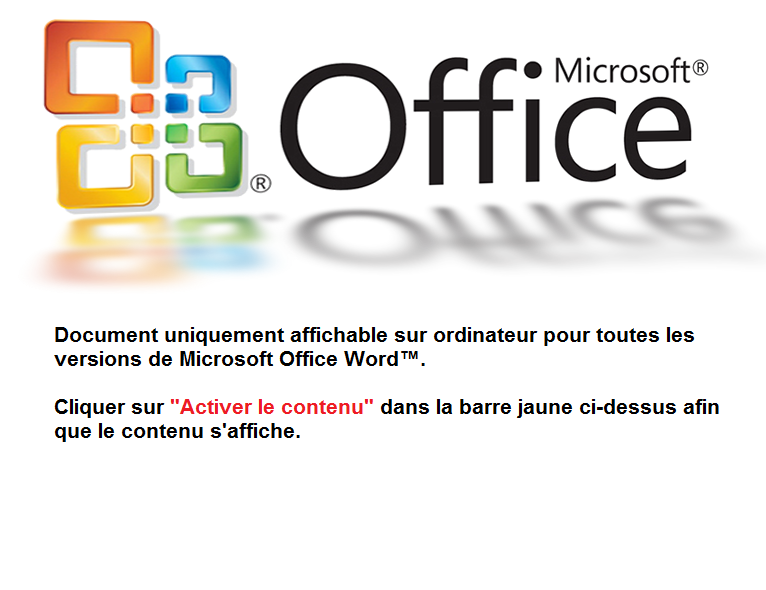 Microsoft®
Office
®
Document uniquement affichable sur ordinateur pour toutes les
versions de Microsoft Office Word™.
Cliquer sur "Activer le contenu" dans la barre jaune ci-dessus afin
que le contenu s'affiche.